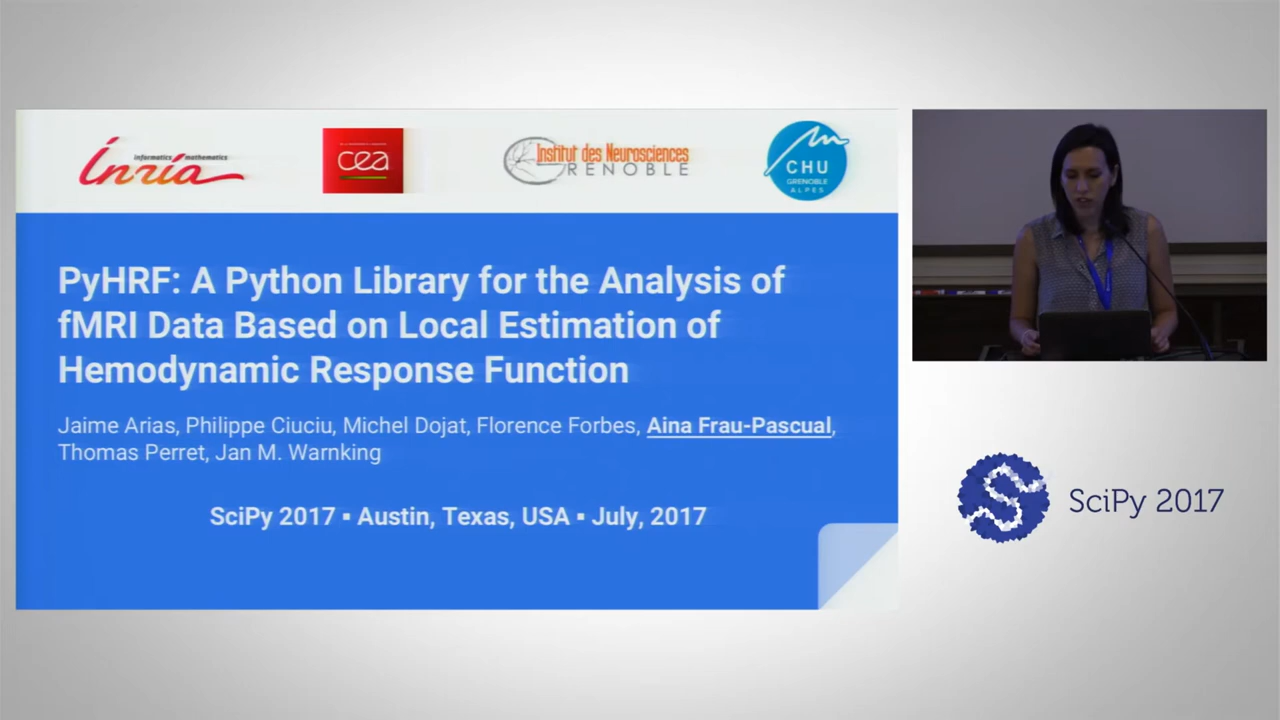 informatics mathematics
Inria
cea
Institut des Neurosciences
GRENOBLE
CHU
GRENOBLE
ALPES
PyHRF: A Python Library for the Analysis of
fMRI Data Based on Local Estimation of
Hemodynamic Response Function
Jaime Arias, Philippe Ciuciu, Michel Dojat, Florence Forbes, Aina Frau-Pascual,
Thomas Perret, Jan M. Warnking
SciPy 2017 ▪ Austin, Texas, USA ▪ July, 2017
SciPy 2017